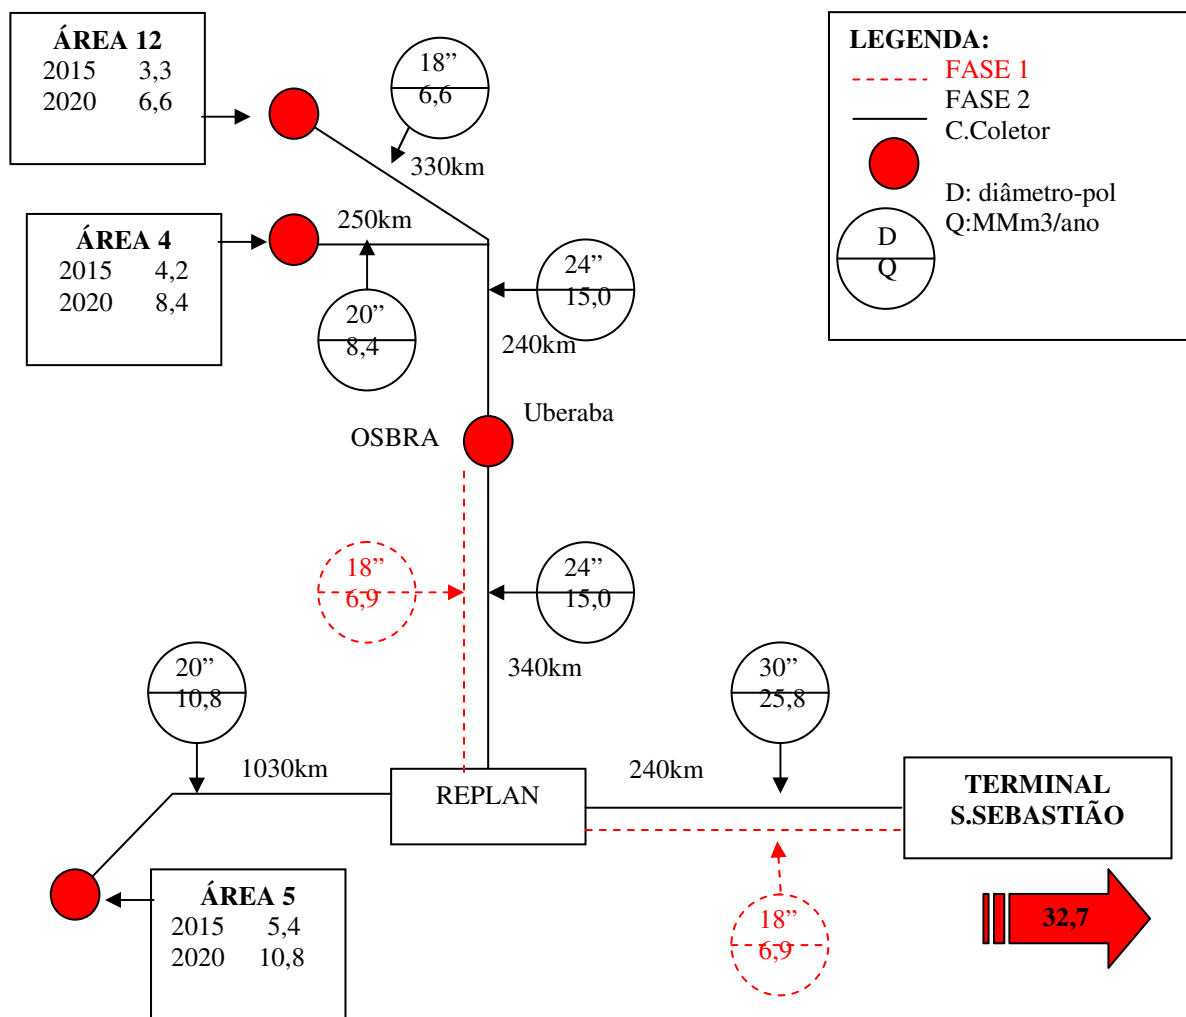 ÁREA 12
2015 3,3
2020 6,6
18”
6,6
330km
LEGENDA:
FASE 1
FASE 2
C.Coletor
D: diâmetro-pol
Q:MMm3/ano
D
Q
ÁREA 4
2015 4,2
2020 8,4
250km
20”
8,4
24”
15,0
240km
Uberaba
OSBRA
18”
6,9
24”
15,0
340km
20”
10,8
1030km
REPLAN
30”
25,8
240km
TERMINAL
S.SEBASTIÃO
ÁREA 5
2015 5,4
2020 10,8
18”
6,9
32,7